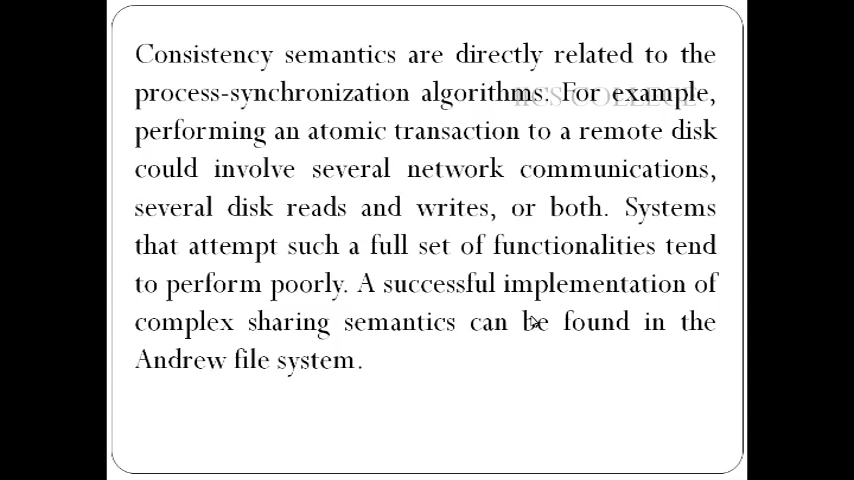 Consistency semantics are directly related to the
process-synchronization algorithms. For example,
performing an atomic transaction to a remote disk
could involve several network communications,
several disk reads and writes, or both. Systems
that attempt such a full set of functionalities tend
to perform poorly. A successful implementation of
complex sharing semantics can be found in the
Andrew file system.
COLLEGE